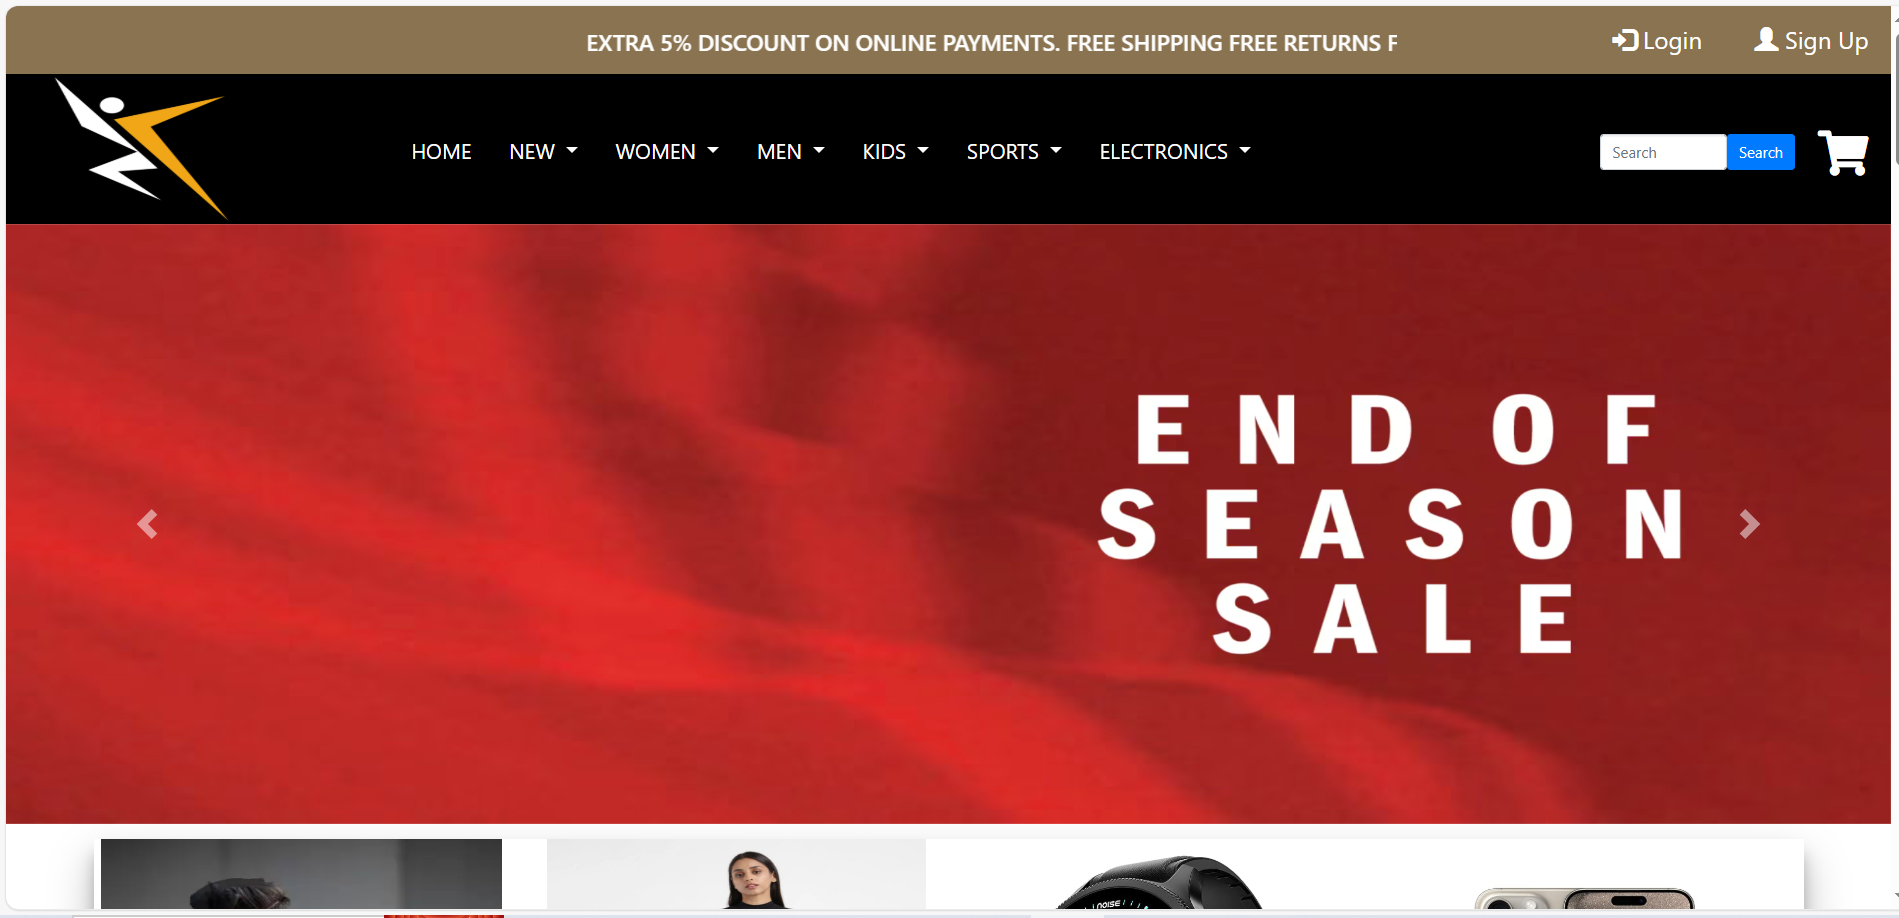 EXTRA 5% DISCOUNT ON ONLINE PAYMENTS. FREE SHIPPING FREE RETURNS F
Login
Sign Up
HOME NEW WOMEN MEN KIDS SPORTS ELECTRONICS
Search
Search
END OF
SEASON
SALE
NOISE